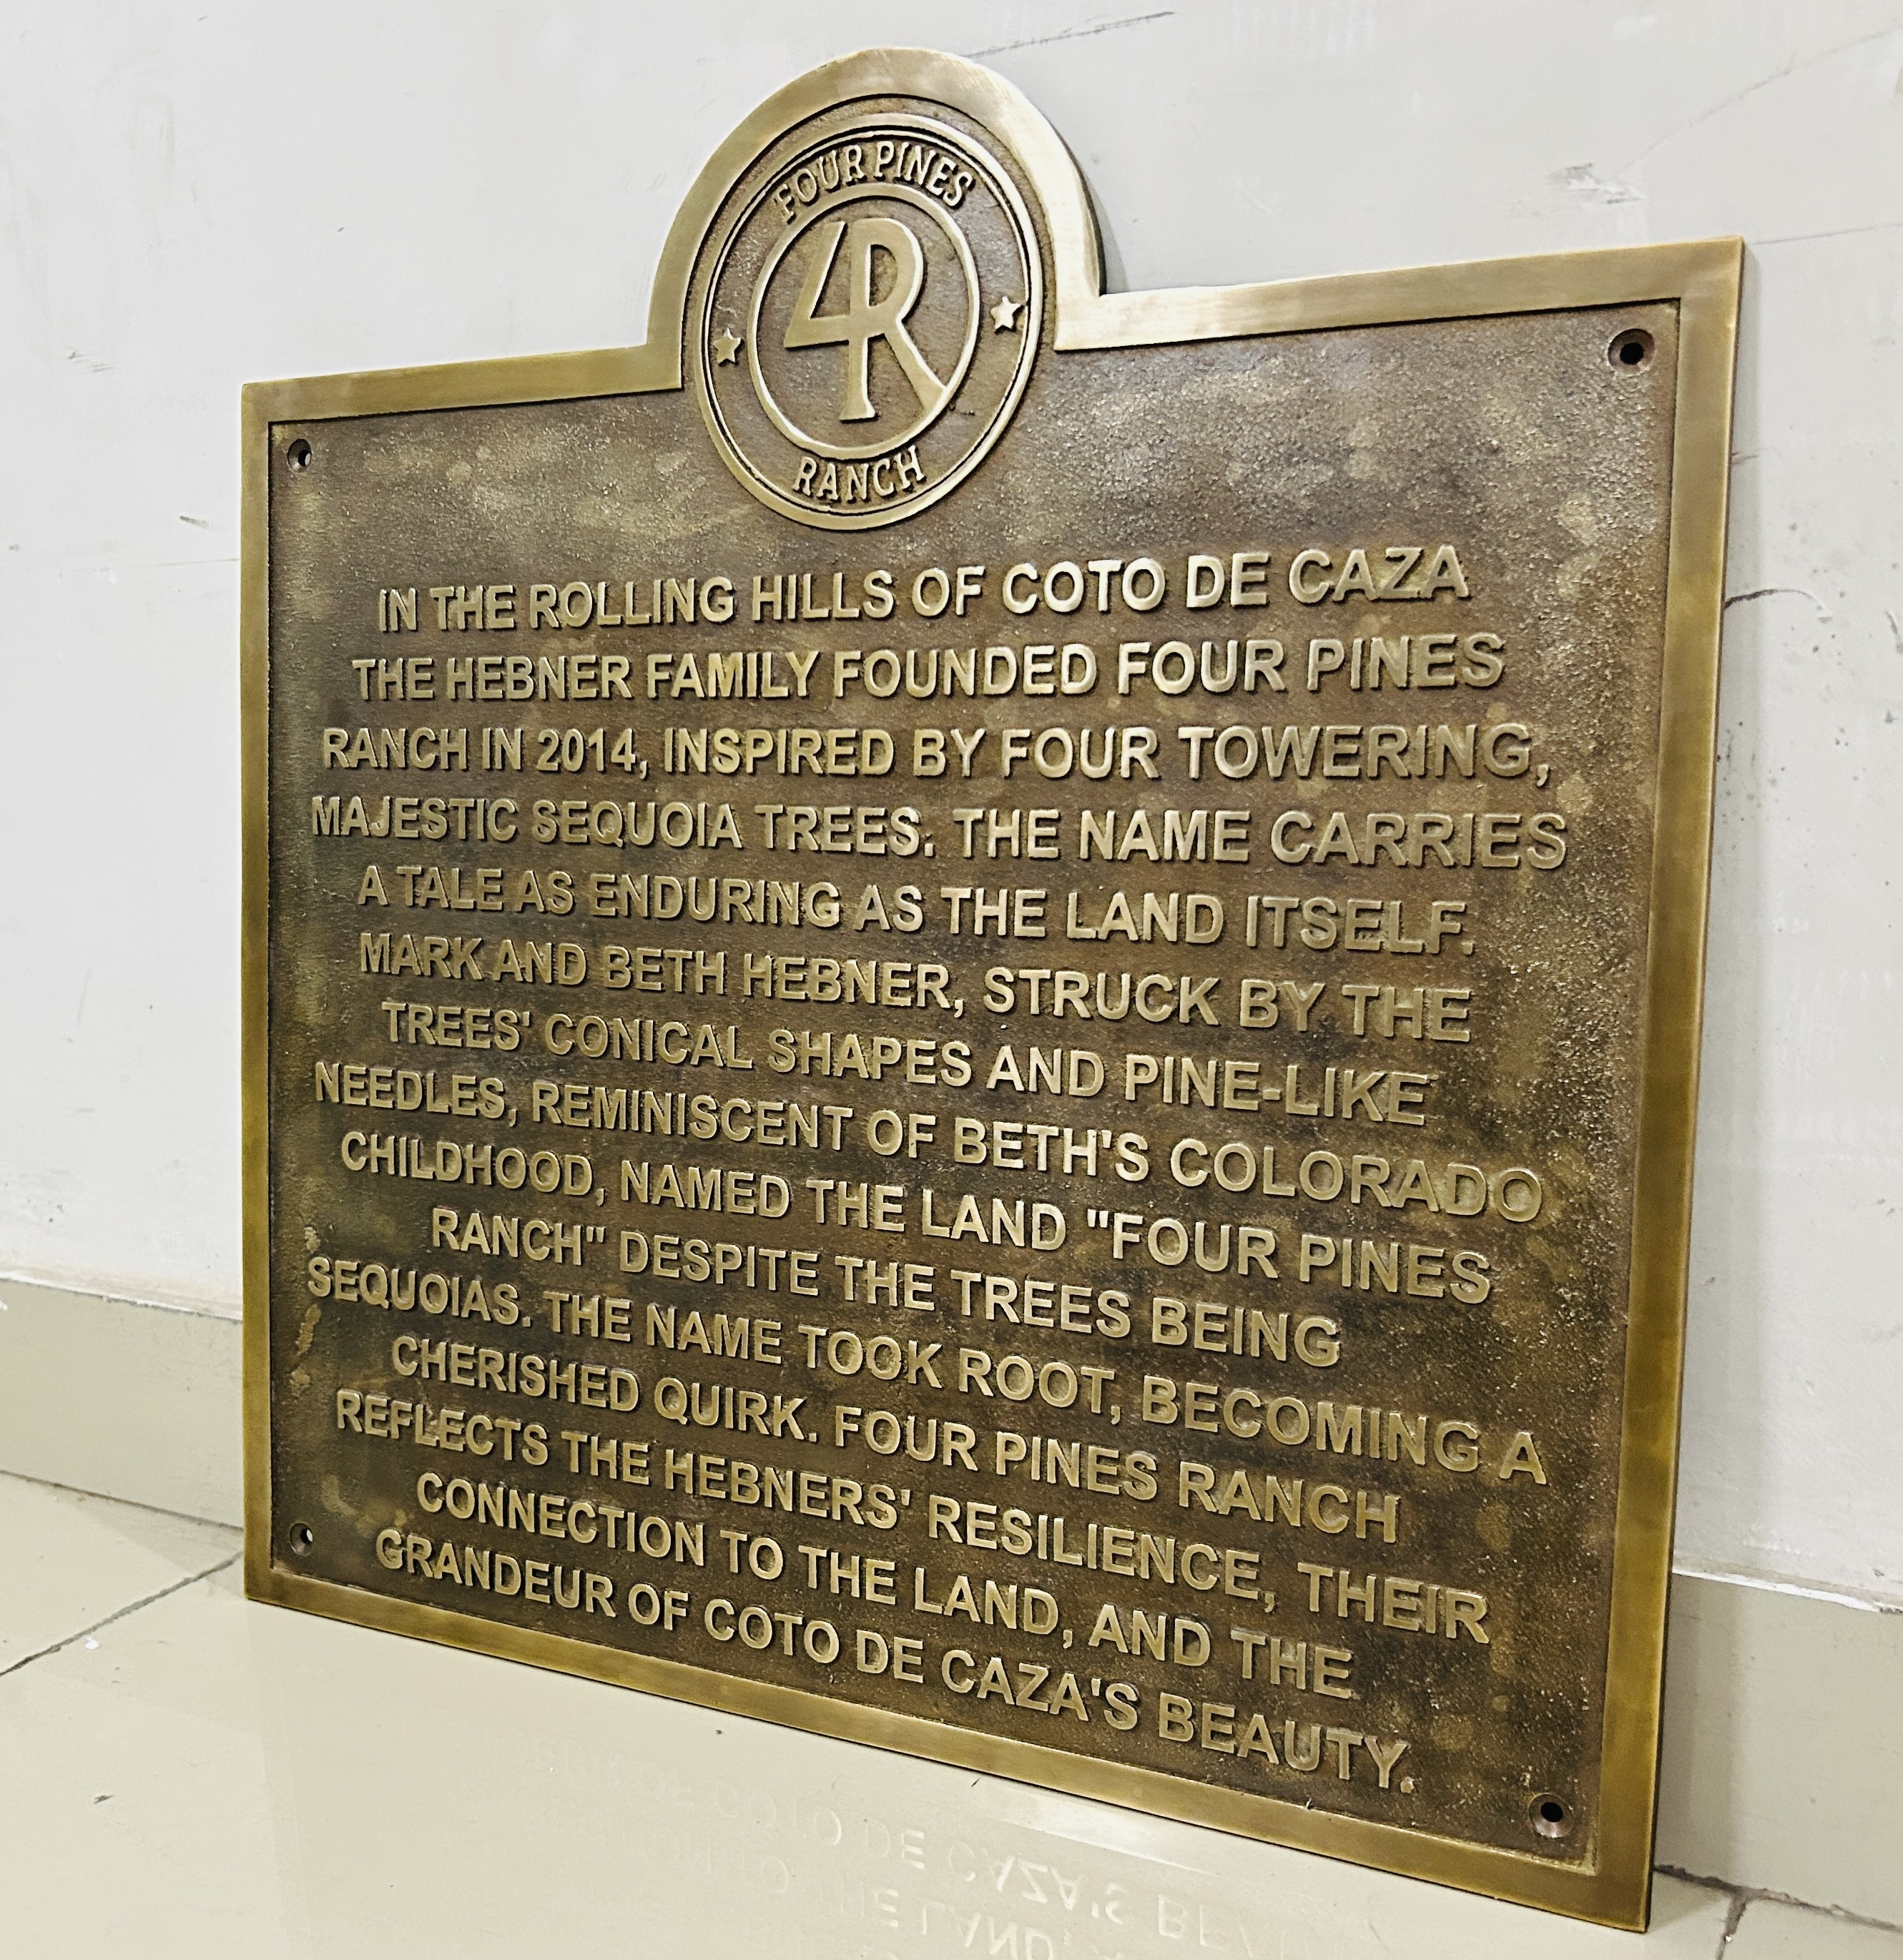 FOUR PINES
4R
RANCH
IN THE ROLLING HILLS OF COTO DE CAZA
THE HEBNER FAMILY FOUNDED FOUR PINES
RANCH IN 2014, INSPIRED BY FOUR TOWERING,
MAJESTIC SEQUOIA TREES. THE NAME CARRIES
A TALE AS ENDURING AS THE LAND ITSELF.
MARK AND BETH HEBNER, STRUCK BY THE
TREES' CONICAL SHAPES AND PINE-LIKE
NEEDLES, REMINISCENT OF BETH'S COLORADO
CHILDHOOD, NAMED THE LAND "FOUR PINES
RANCH" DESPITE THE TREES BEING
SEQUOIAS. THE NAME TOOK ROOT, BECOMING A
CHERISHED QUIRK. FOUR PINES RANCH
REFLECTS THE HEBNERS' RESILIENCE, THEIR
CONNECTION TO THE LAND, AND THE
GRANDEUR OF COTO DE CAZA'S BEAUTY.